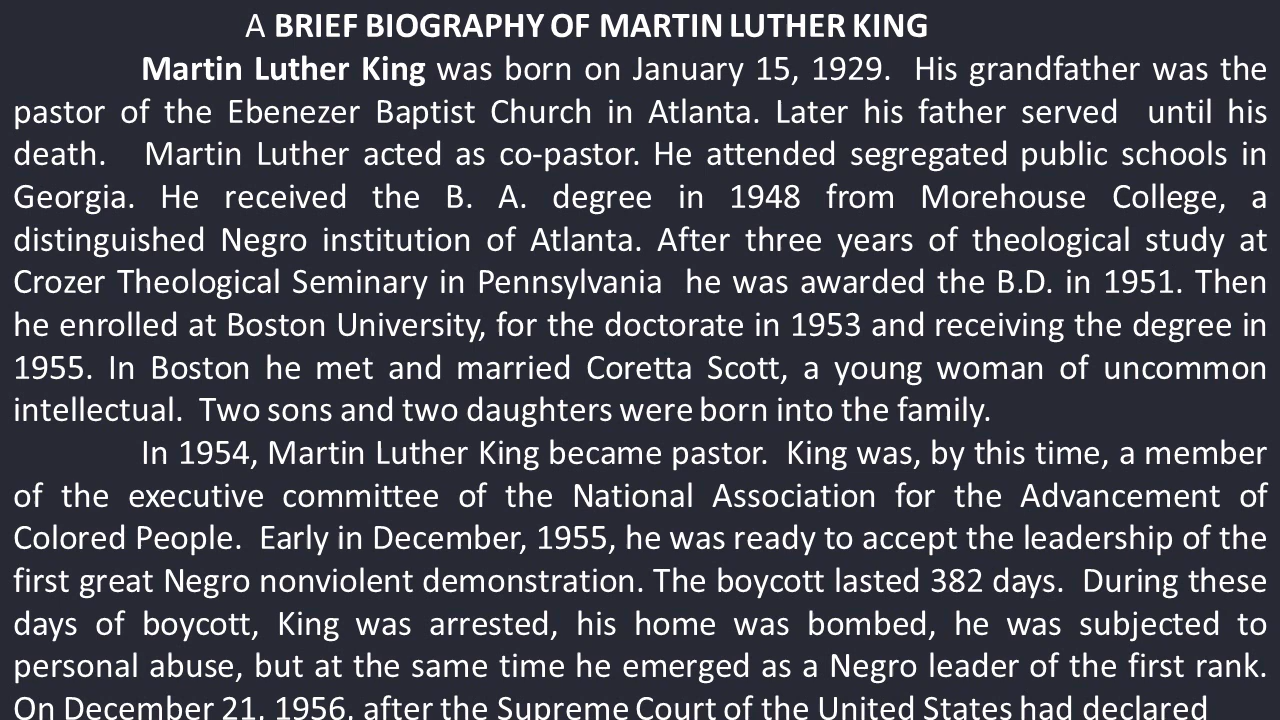 A BRIEF BIOGRAPHY OF MARTIN LUTHER KING
Martin Luther King was born on January 15, 1929. His grandfather was the
pastor of the Ebenezer Baptist Church in Atlanta. Later his father served until his
death. Martin Luther acted as co-pastor. He attended segregated public schools in
Georgia. He received the B. A. degree in 1948 from Morehouse College, a
distinguished Negro institution of Atlanta. After three years of theological study at
Crozer Theological Seminary in Pennsylvania he was awarded the B.D. in 1951. Then
he enrolled at Boston University, for the doctorate in 1953 and receiving the degree in
1955. In Boston he met and married Coretta Scott, a young woman of uncommon
intellectual. Two sons and two daughters were born into the family.
In 1954, Martin Luther King became pastor. King was, by this time, a member
of the executive committee of the National Association for the Advancement of
Colored People. Early in December, 1955, he was ready to accept the leadership of the
first great Negro nonviolent demonstration. The boycott lasted 382 days. During these
days of boycott, King was arrested, his home was bombed, he was subjected to
personal abuse, but at the same time he emerged as a Negro leader of the first rank.
On December 21, 1956, after the Supreme Court of the United States had declared